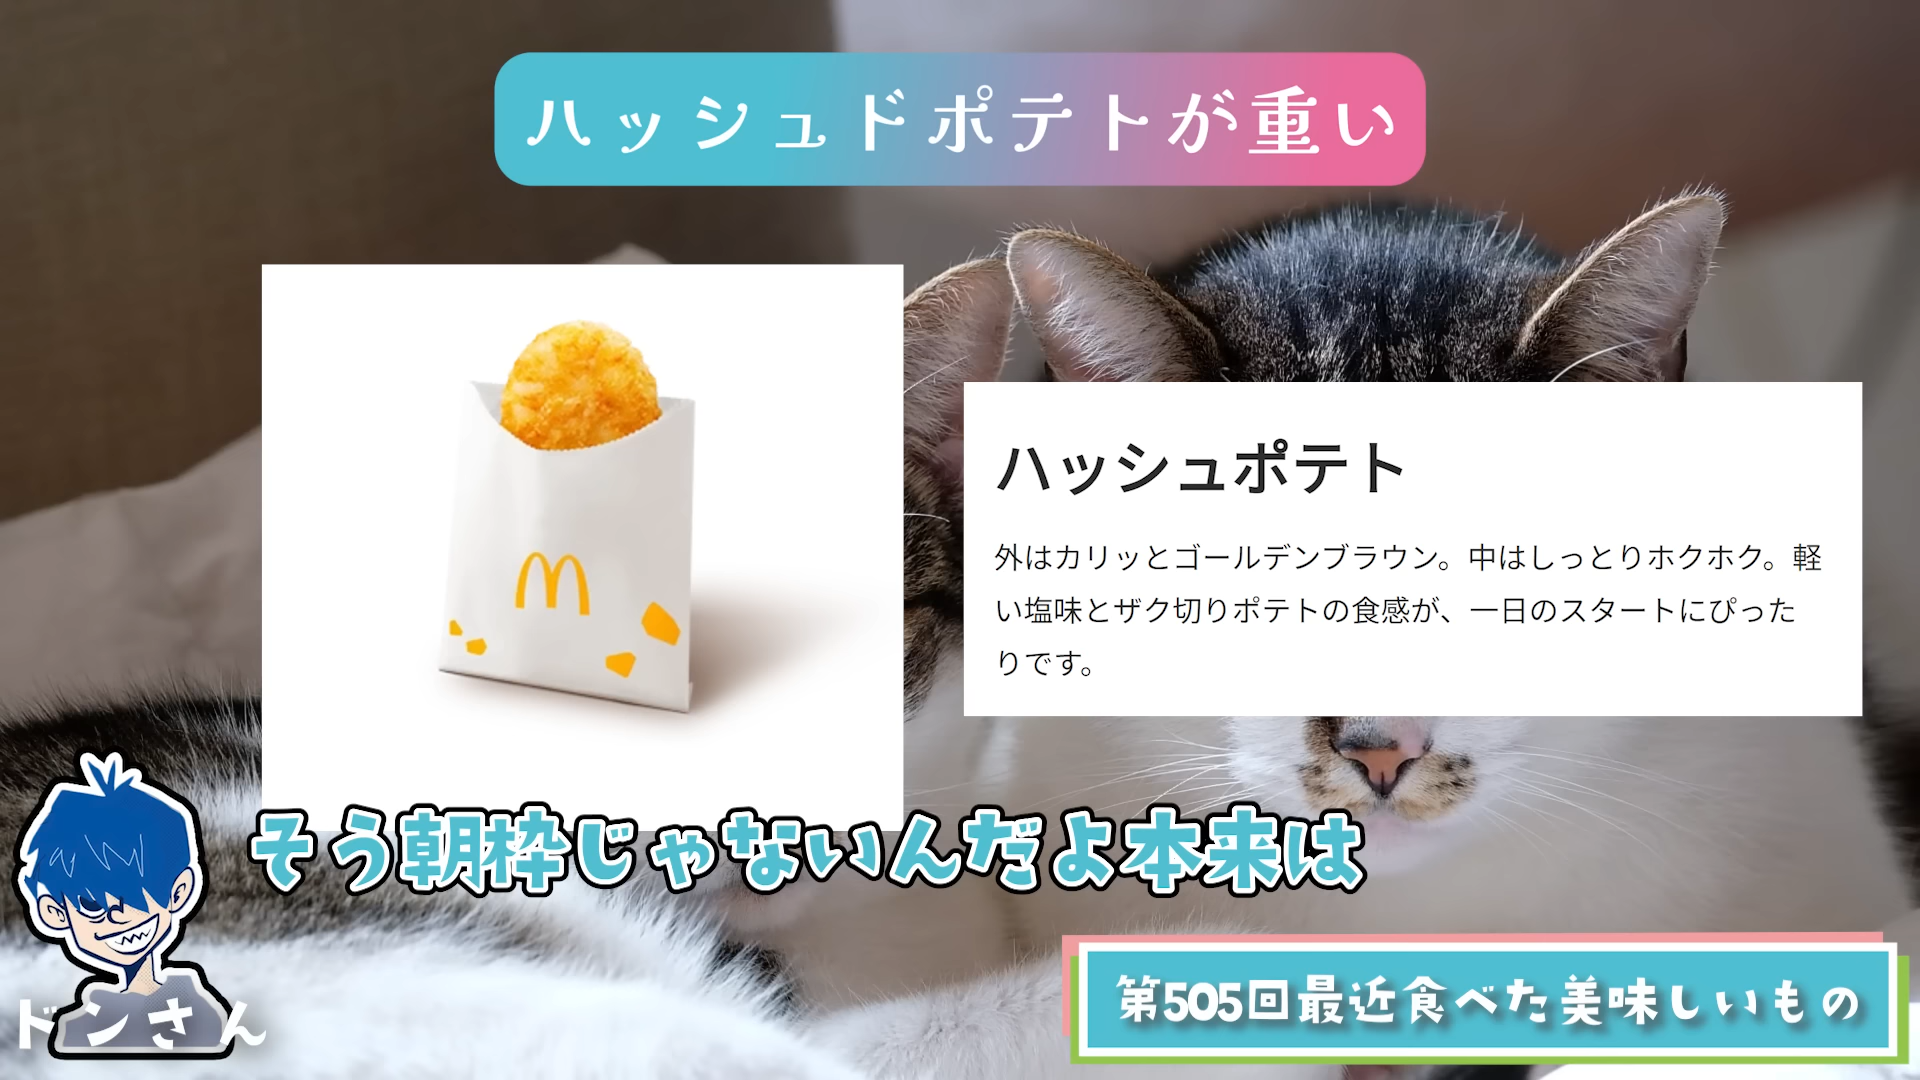 ハッシュドポテトが重い
ハッシュポテト
外はカリッとゴールデンブラウン。中はしっとりホクホク。軽
い塩味とザク切りポテトの食感が、一日のスタートにぴった
りです。
そう朝枠じゃないんだよ本来は
ドンさん
第505回最近食べた美味しいもの